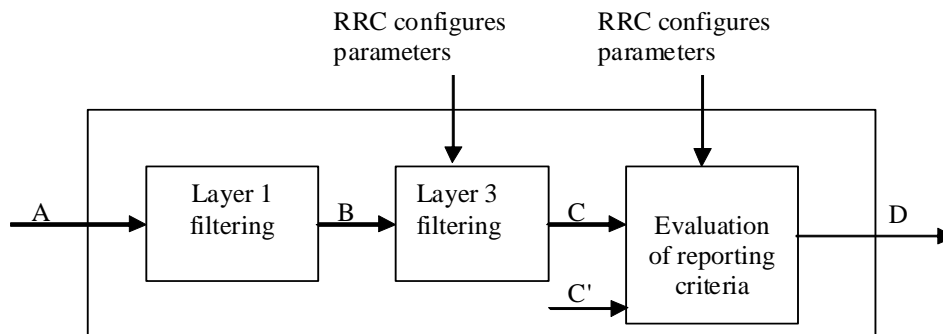 RRC configures
parameters
RRC configures
parameters
A
Layer 1
filtering
B
Layer 3
filtering
C
C'
Evaluation
of reporting
criteria
D